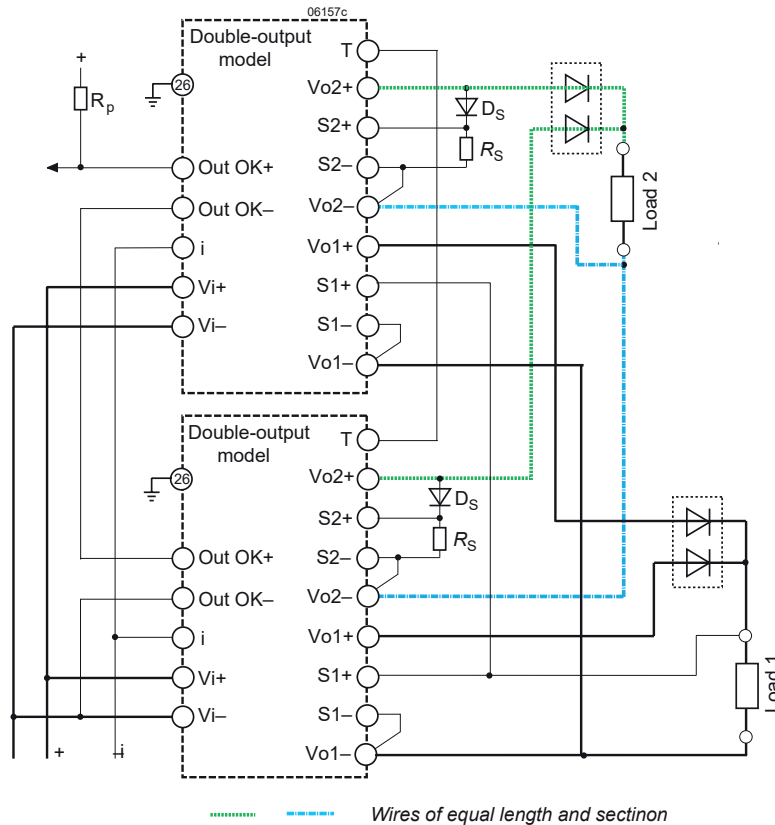 06157c
Double-output
model
T
+
26
Vo2+
Rp
DS
S2+
RS
S2–
Out OK+
Load 2
Out OK–
Vo2–
i
Vo1+
Vi+
S1+
Vi–
S1–
Vo1–
Double-output
model
T
26
Vo2+
DS
S2+
RS
Out OK+
S2–
Out OK–
Vo2–
i
Vo1+
Vi+
S1+
Load 1
Vi–
S1–
+
–i
Vo1–
Wires of equal length and sectinon